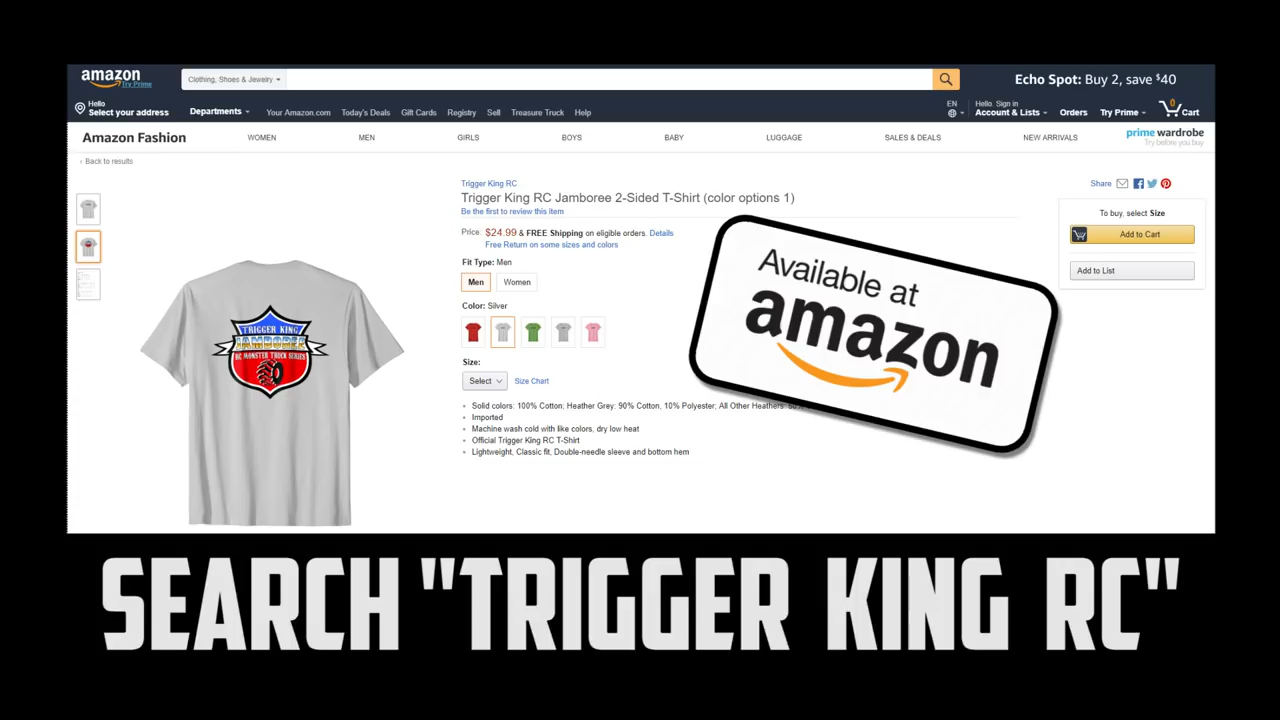 amazon
Try Prime
Clothing, Shoes & Jewelry
Echo Spot: Buy 2, save $40
Hello
Select your address
Departments
Your Amazon.com
Today's Deals
Gift Cards
Registry
Sell
Treasure Truck
Help
EN
Hello. Sign in
Account & Lists
Orders
Try Prime
0
Cart
Amazon Fashion
WOMEN
MEN
GIRLS
BOYS
BABY
LUGGAGE
SALES & DEALS
NEW ARRIVALS
prime wardrobe
Try before you buy
‹ Back to results
Trigger King RC
Trigger King RC Jamboree 2-Sided T-Shirt (color options 1)
Be the first to review this item
Price: $24.99 & FREE Shipping on eligible orders. Details
Free Return on some sizes and colors
Fit Type: Men
Men
Women
Color: Silver
Size:
Select
Size Chart
• Solid colors: 100% Cotton; Heather Grey: 90% Cotton, 10% Polyester; All Other Heathers:
• Imported
• Machine wash cold with like colors, dry low heat
• Official Trigger King RC T-Shirt
• Lightweight, Classic fit, Double-needle sleeve and bottom hem
Share
To buy, select Size
Add to Cart
Add to List
TRIGGER KING
JAMBOREE
RC MONSTER TRUCK SERIES
Available at
amazon
SEARCH "TRIGGER KING RC"